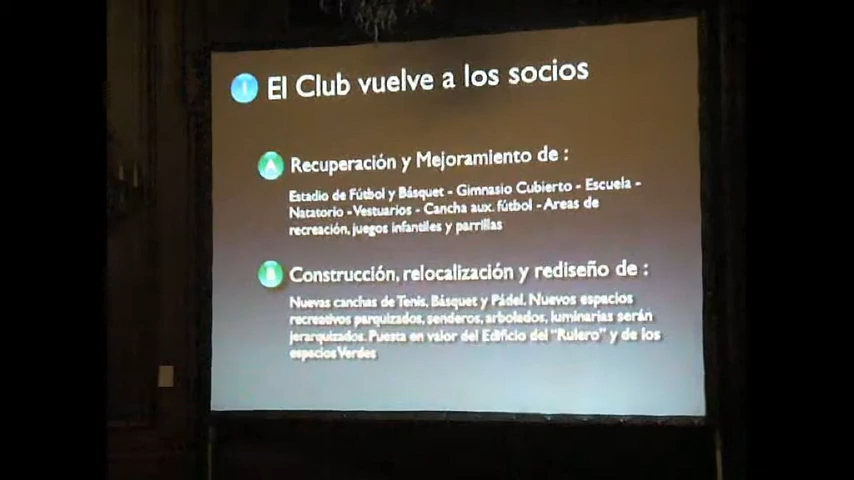 1 El Club vuelve a los socios
A Recuperación y Mejoramiento de :
Estadio de Fútbol y Básquet - Gimnasio Cubierto - Escuela -
Natatorio - Vestuarios - Cancha aux. fútbol - Areas de
recreación, juegos infantiles y parrillas
B Construcción, relocalización y rediseño de :
Nuevas canchas de Tenis, Básquet y Pádel. Nuevos espacios
recreativos parquizados, senderos, arbolados, luminarias serán
jerarquizados. Puesta en valor del Edificio del "Rulero" y de los
espacios Verdes